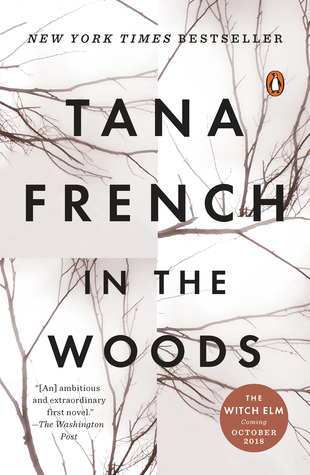 NEW YORK TIMES BESTSELLER
TANA
FRENCH
IN THE
WOODS
“[An] ambitious
and extraordinary
first novel.”
—The Washington
Post
THE
WITCH ELM
Coming
OCTOBER
2018